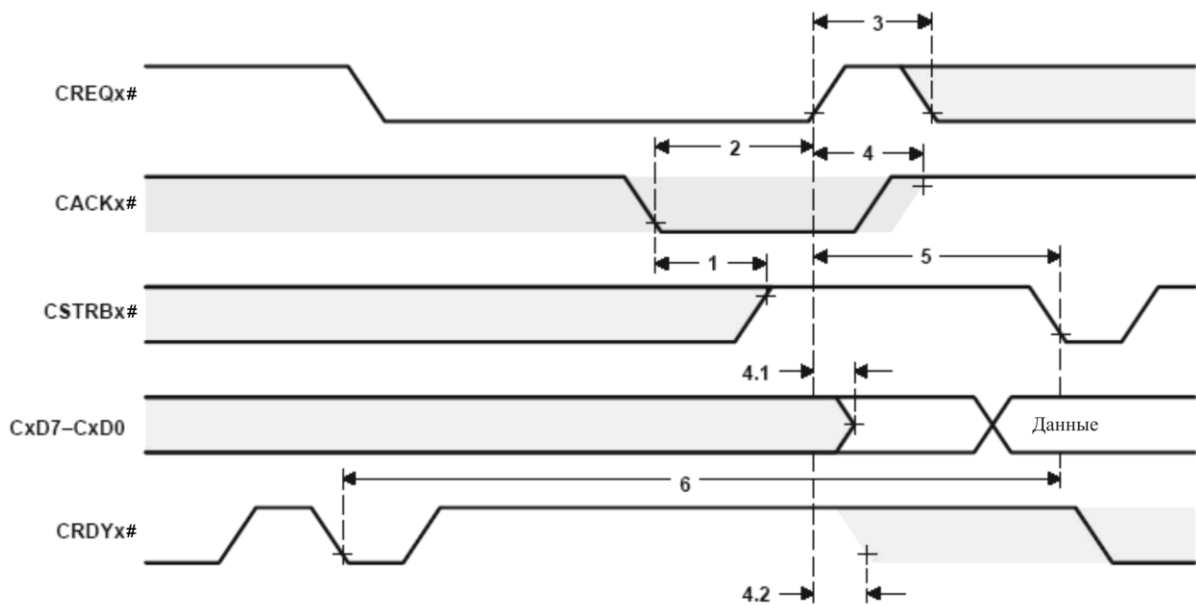 3
CREQx#
2
4
CACKx#
1
5
CSTRBx#
4.1
CxD7–CxD0
Данные
6
CRDYx#
4.2